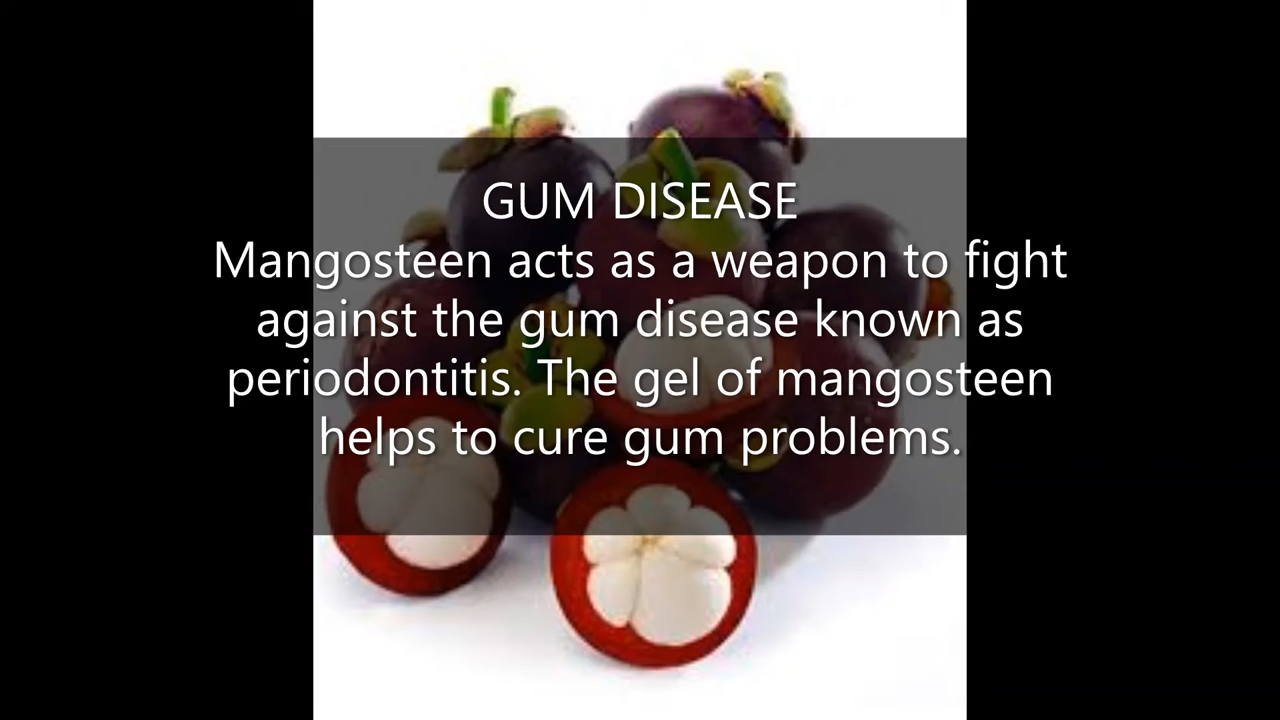 GUM DISEASE
Mangosteen acts as a weapon to fight
against the gum disease known as
periodontitis. The gel of mangosteen
helps to cure gum problems.